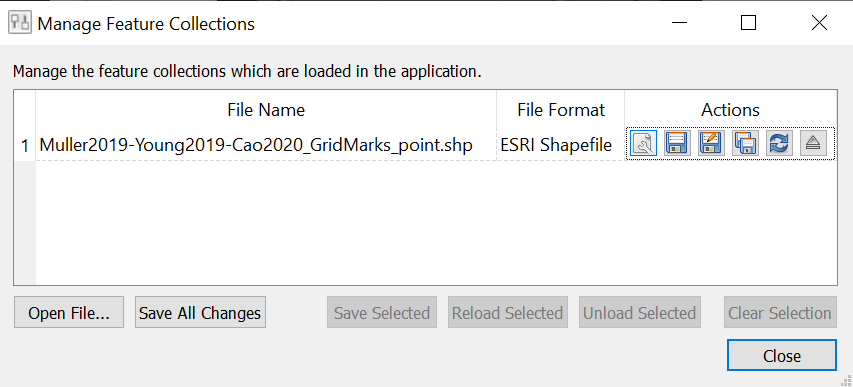 Manage Feature Collections
Manage the feature collections which are loaded in the application.
File Name File Format Actions
1 Muller2019-Young2019-Cao2020_GridMarks_point.shp ESRI Shapefile
Open File... Save All Changes Save Selected Reload Selected Unload Selected Clear Selection
Close